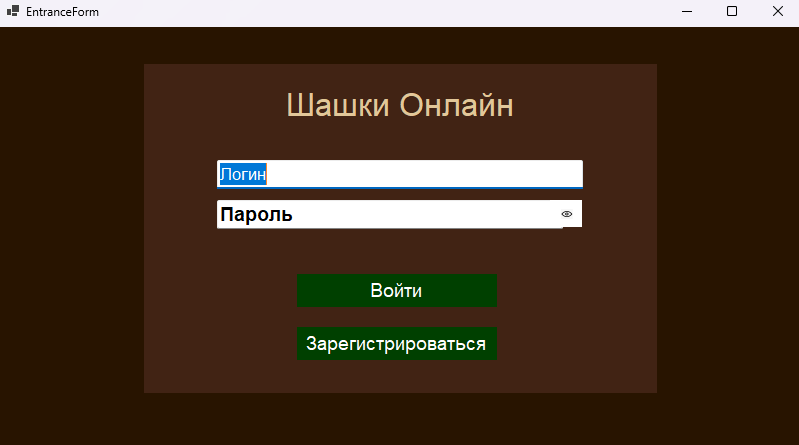 EntranceForm
Шашки Онлайн
Логин
Пароль
Войти
Зарегистрироваться